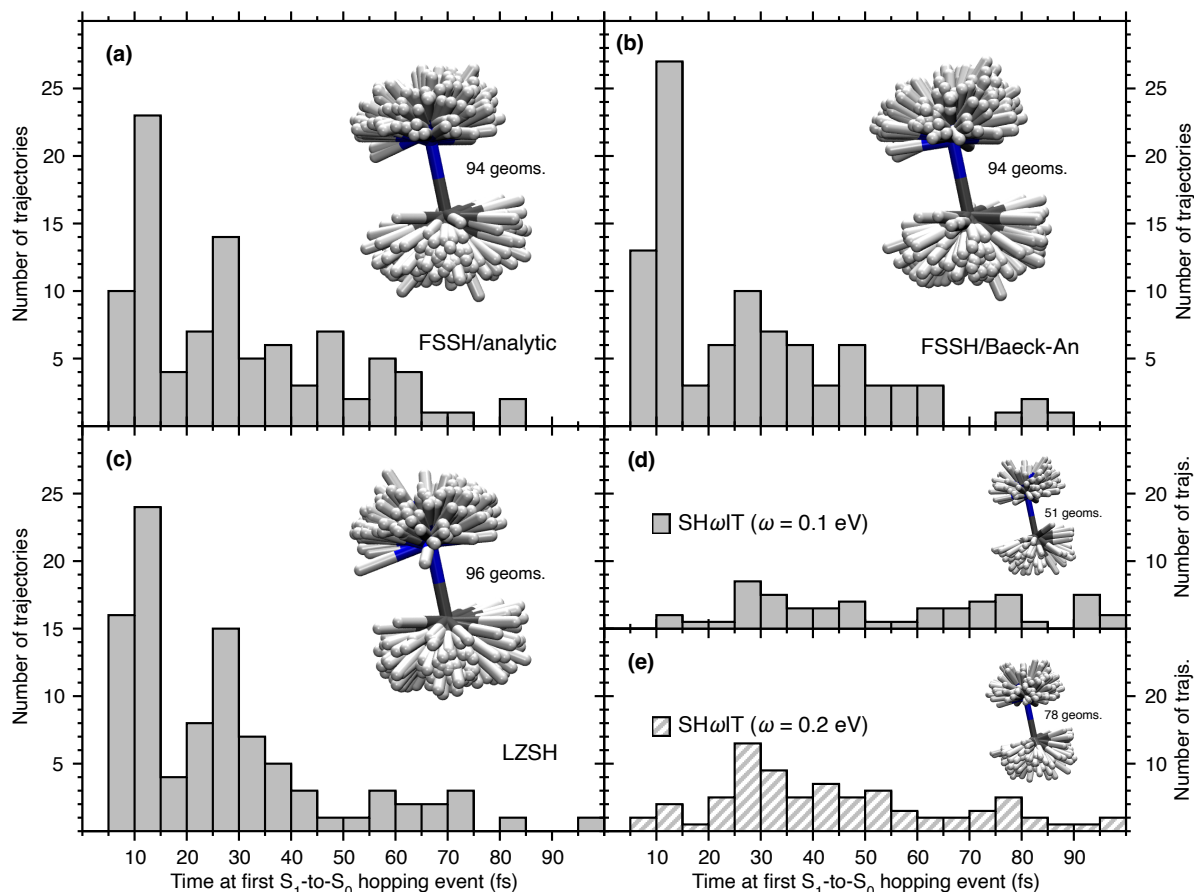 (a)
25
20
15
10
5
Number of trajectories
94 geoms.
FSSH/analytic
(b)
25
20
15
10
5
Number of trajectories
94 geoms.
FSSH/Baeck-An
(c)
25
20
15
10
5
Number of trajectories
96 geoms.
LZSH
10 20 30 40 50 60 70 80 90
Time at first S₁-to-S₀ hopping event (fs)
(d)
20
10
Number of trajs.
51 geoms.
SHωIT (ω = 0.1 eV)
(e)
20
10
Number of trajs.
78 geoms.
SHωIT (ω = 0.2 eV)
10 20 30 40 50 60 70 80 90
Time at first S₁-to-S₀ hopping event (fs)